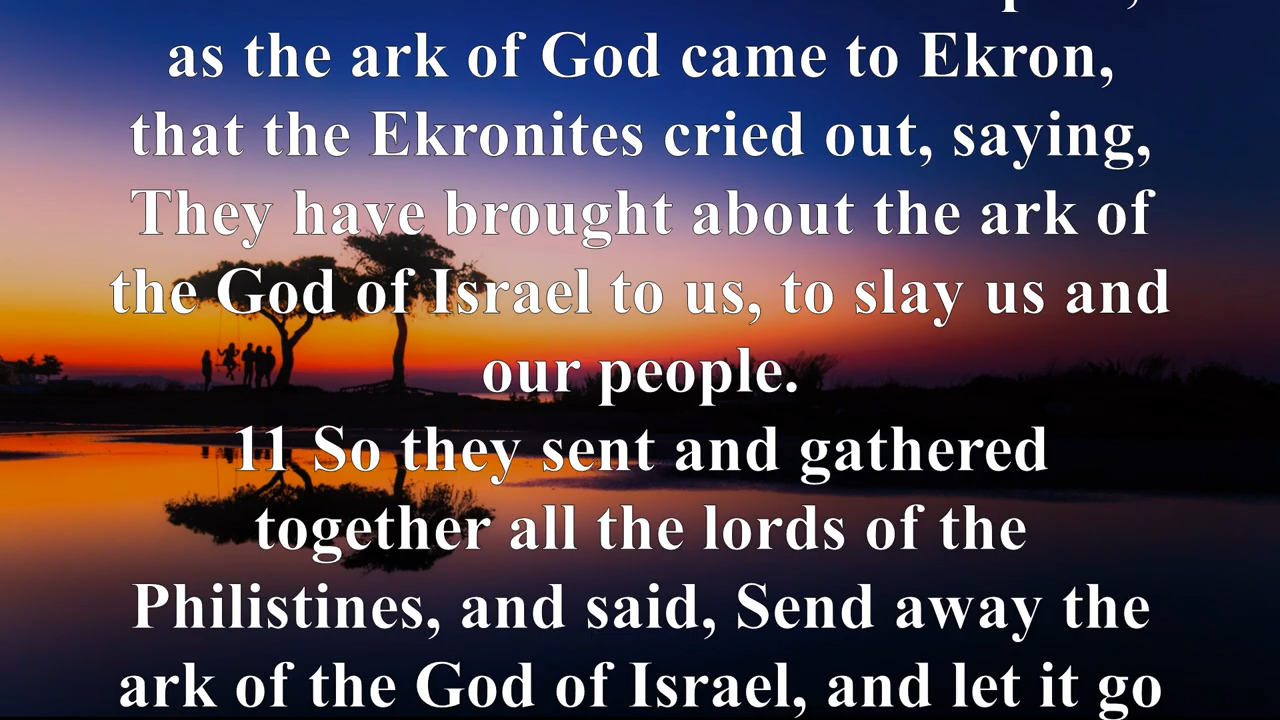 as the ark of God came to Ekron,
that the Ekronites cried out, saying,
They have brought about the ark of
the God of Israel to us, to slay us and
our people.
11 So they sent and gathered
together all the lords of the
Philistines, and said, Send away the
ark of the God of Israel, and let it go